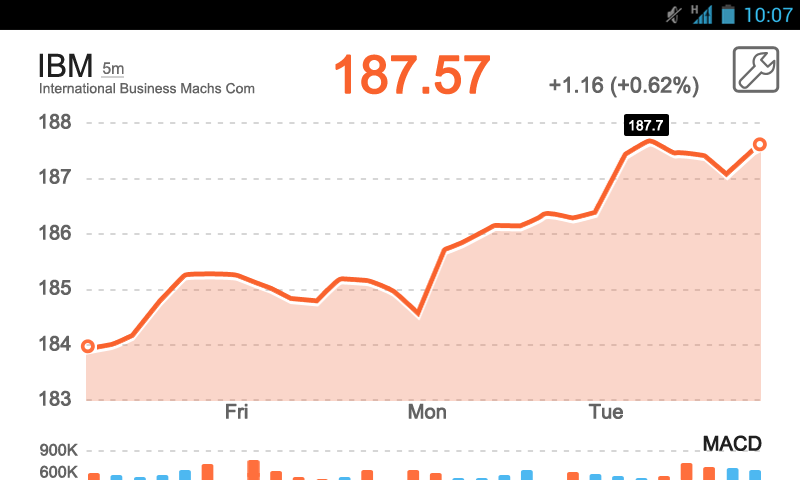 H 10:07
IBM 5m
International Business Machs Com
187.57
+1.16 (+0.62%)
187.7
188
187
186
185
184
183
Fri Mon Tue
MACD
900K
600K